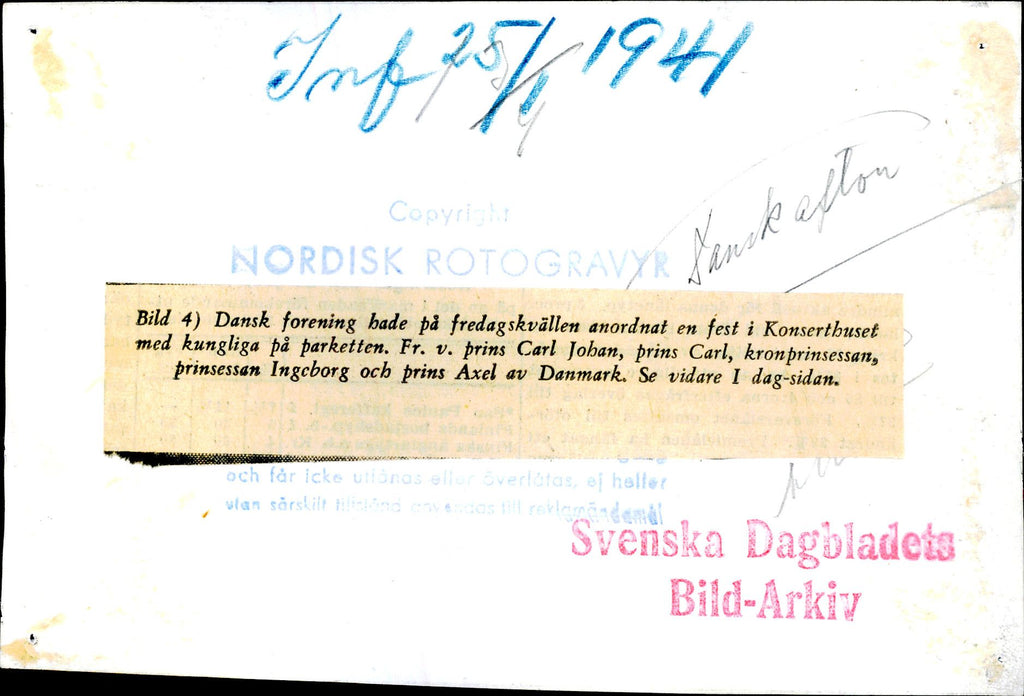 Inf 25/1 1941
Dansk afton
Copyright
NORDISK ROTOGRAVYR
Bild 4) Dansk forening hade på fredagskvällen anordnat en fest i Konserthuset
med kungliga på parketten. Fr. v. prins Carl Johan, prins Carl, kronprinsessan,
prinsessan Ingeborg och prins Axel av Danmark. Se vidare I dag-sidan.
och får icke utlånas eller överlåtas, ej heller
utan särskilt tillstånd användas till reklamändamål
Svenska Dagbladets
Bild-Arkiv